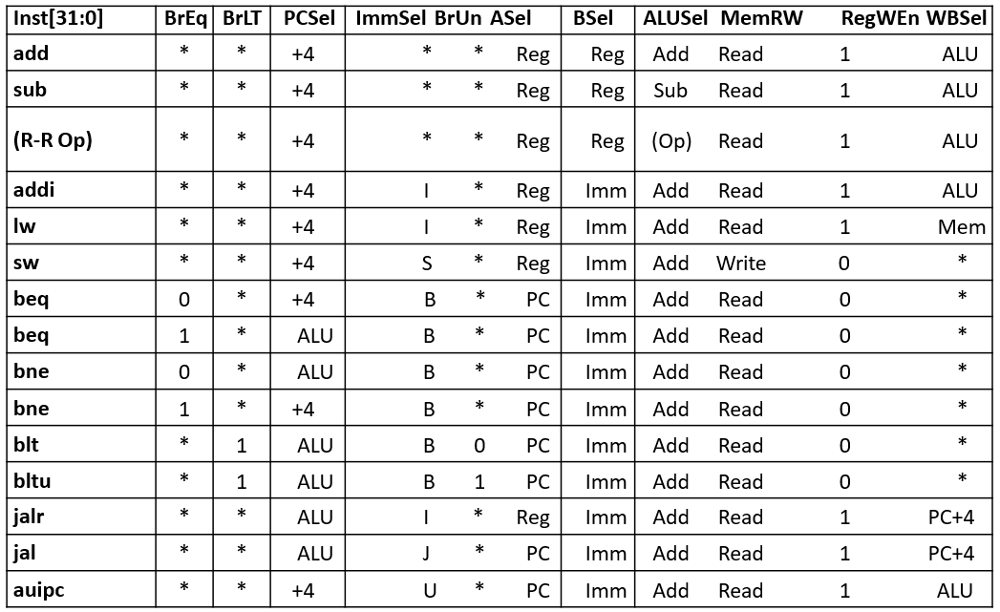 Inst[31:0] BrEq BrLT PCSel ImmSel BrUn ASel BSel ALUSel MemRW RegWEn WBSel
add * * +4 * * Reg Reg Add Read 1 ALU
sub * * +4 * * Reg Reg Sub Read 1 ALU
(R-R Op) * * +4 * * Reg Reg (Op) Read 1 ALU
addi * * +4 I * Reg Imm Add Read 1 ALU
lw * * +4 I * Reg Imm Add Read 1 Mem
sw * * +4 S * Reg Imm Add Write 0 *
beq 0 * +4 B * PC Imm Add Read 0 *
beq 1 * ALU B * PC Imm Add Read 0 *
bne 0 * ALU B * PC Imm Add Read 0 *
bne 1 * +4 B * PC Imm Add Read 0 *
blt * 1 ALU B 0 PC Imm Add Read 0 *
bltu * 1 ALU B 1 PC Imm Add Read 0 *
jalr * * ALU I * Reg Imm Add Read 1 PC+4
jal * * ALU J * PC Imm Add Read 1 PC+4
auipc * * +4 U * PC Imm Add Read 1 ALU